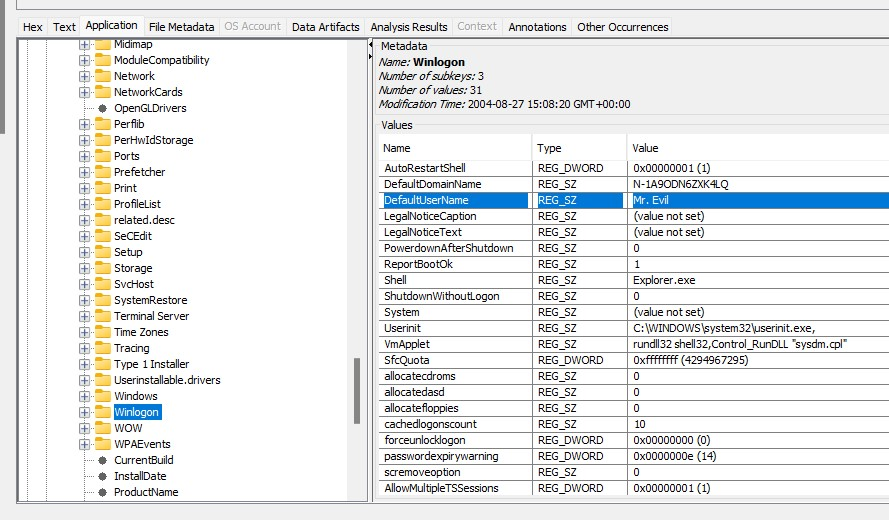 Hex Text Application File Metadata OS Account Data Artifacts Analysis Results Context Annotations Other Occurrences
Midimap
ModuleCompatibility
Network
NetworkCards
OpenGLDrivers
Perflib
PerHwIdStorage
Ports
Prefetcher
Print
ProfileList
related.desc
SeCEdit
Setup
Storage
SvcHost
SystemRestore
Terminal Server
Time Zones
Tracing
Type 1 Installer
Userinstallable.drivers
Windows
Winlogon
WOW
WPAEvents
CurrentBuild
InstallDate
ProductName
Metadata
Name: Winlogon
Number of subkeys: 3
Number of values: 31
Modification Time: 2004-08-27 15:08:20 GMT+00:00
Values
Name Type Value
AutoRestartShell REG_DWORD 0x00000001 (1)
DefaultDomainName REG_SZ N-1A9ODN6ZXK4LQ
DefaultUserName REG_SZ Mr. Evil
LegalNoticeCaption REG_SZ (value not set)
LegalNoticeText REG_SZ (value not set)
PowerdownAfterShutdown REG_SZ 0
ReportBootOk REG_SZ 1
Shell REG_SZ Explorer.exe
ShutdownWithoutLogon REG_SZ 0
System REG_SZ (value not set)
Userinit REG_SZ C:\WINDOWS\system32\userinit.exe,
VmApplet REG_SZ rundll32 shell32,Control_RunDLL "sysdm.cpl"
SfcQuota REG_DWORD 0xffffffff (4294967295)
allocatecdroms REG_SZ 0
allocatedasd REG_SZ 0
allocatefloppies REG_SZ 0
cachedlogonscount REG_SZ 10
forceunlocklogon REG_DWORD 0x00000000 (0)
passwordexpirywarning REG_DWORD 0x0000000e (14)
scremoveoption REG_SZ 0
AllowMultipleTSSessions REG_DWORD 0x00000001 (1)